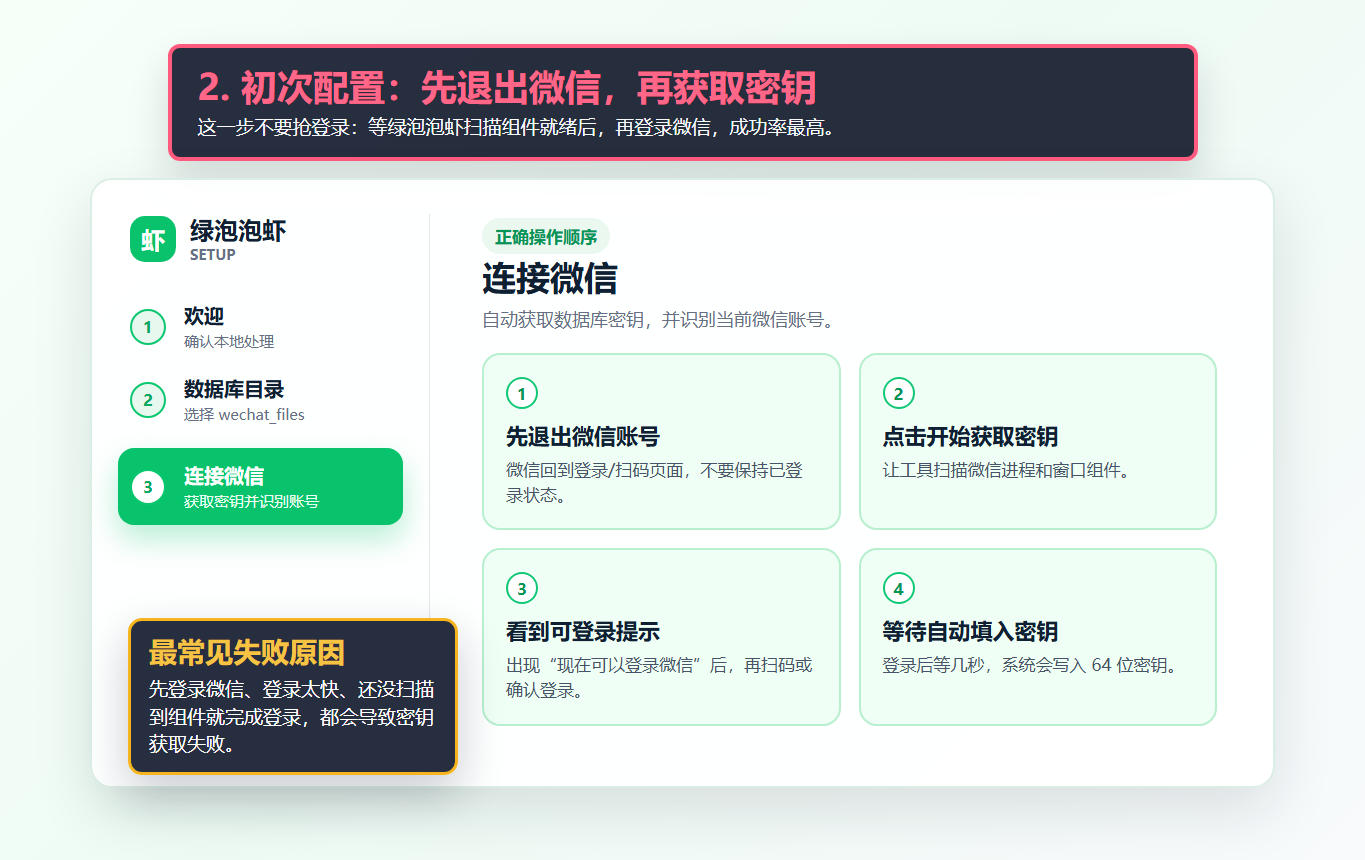 2. 初次配置：先退出微信，再获取密钥
这一步不要抢登录：等绿泡泡虾扫描组件就绪后，再登录微信，成功率最高。
虾
绿泡泡虾
SETUP
1
欢迎
确认本地处理
2
数据库目录
选择 wechat_files
3
连接微信
获取密钥并识别账号
最常见失败原因
先登录微信、登录太快、还没扫描
到组件就完成登录，都会导致密钥
获取失败。
正确操作顺序
连接微信
自动获取数据库密钥，并识别当前微信账号。
1
先退出微信账号
微信回到登录/扫码页面，不要保持已登
录状态。
2
点击开始获取密钥
让工具扫描微信进程和窗口组件。
3
看到可登录提示
出现“现在可以登录微信”后，再扫码或
确认登录。
4
等待自动填入密钥
登录后等几秒，系统会写入 64 位密钥。